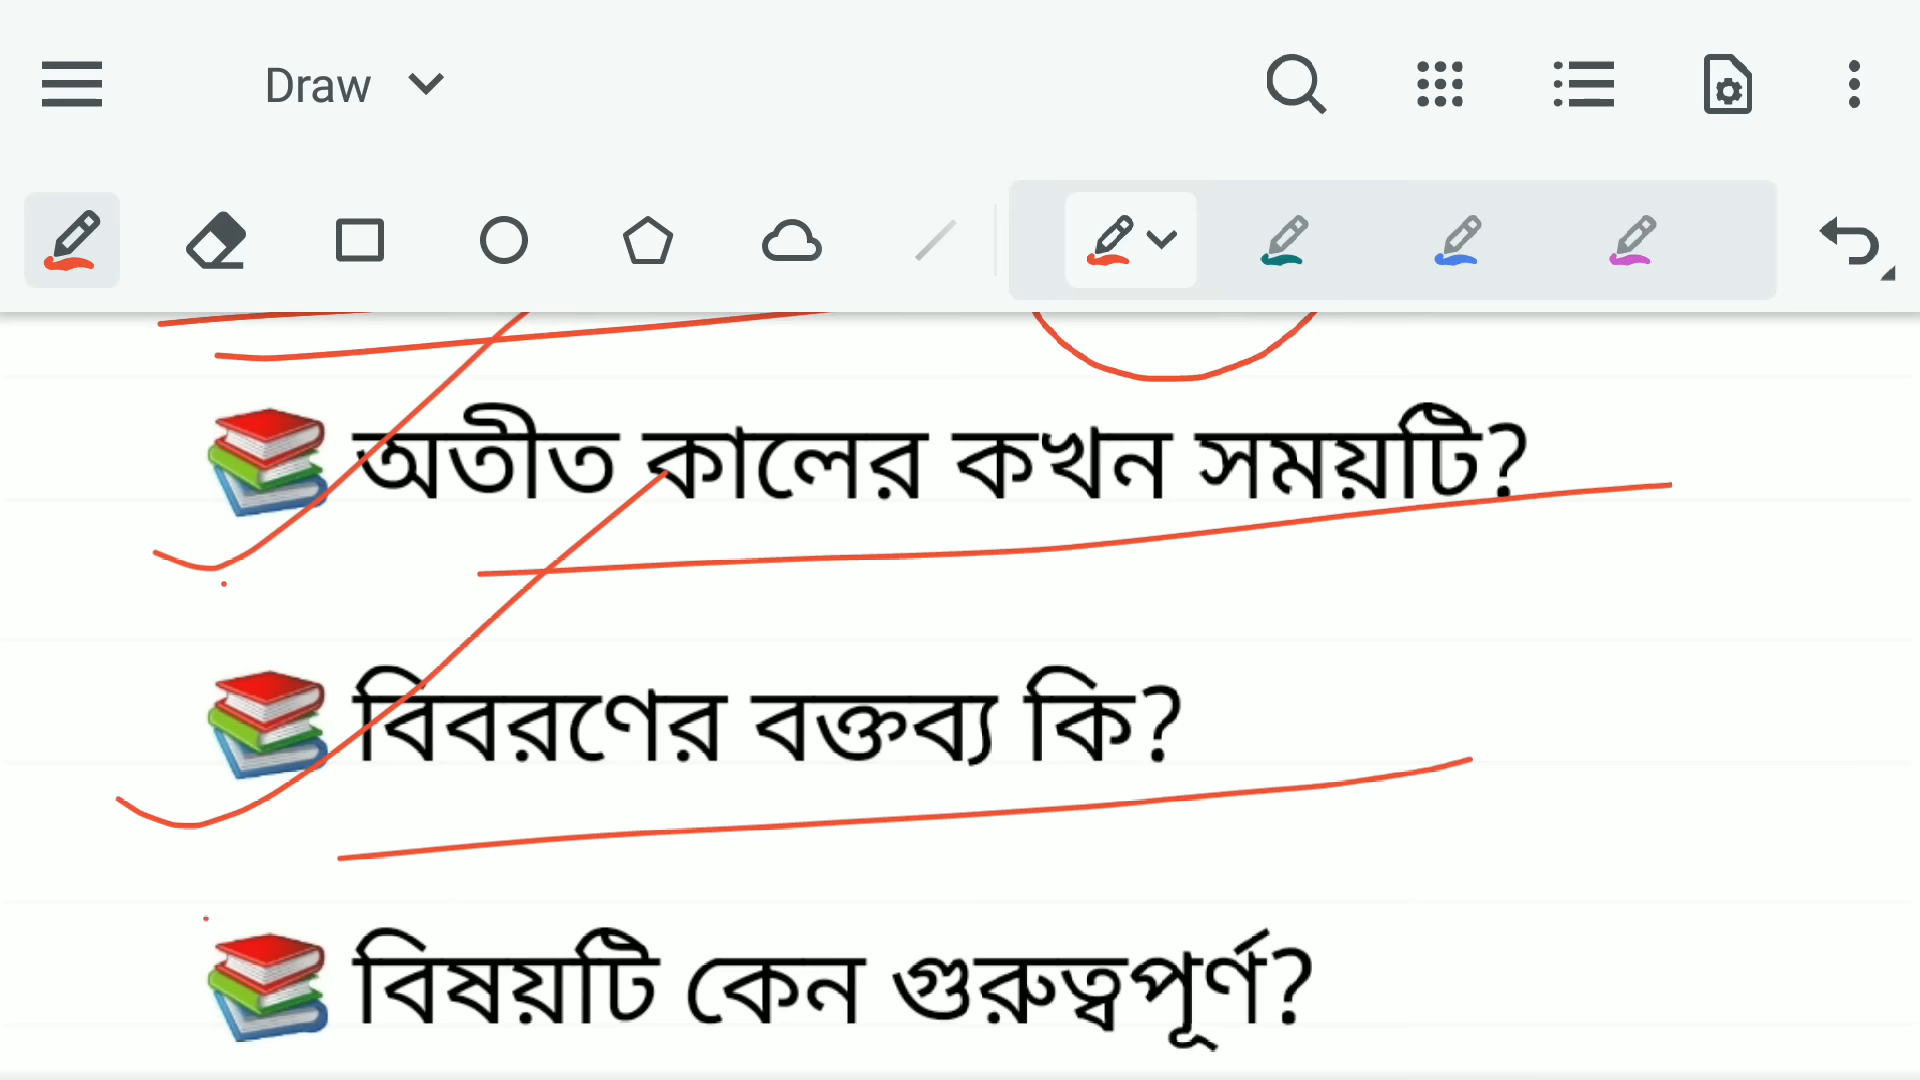 Draw
অতীত কালের কখন সময়টি?
বিবরণের বক্তব্য কি?
বিষয়টি কেন গুরুত্বপূর্ণ?